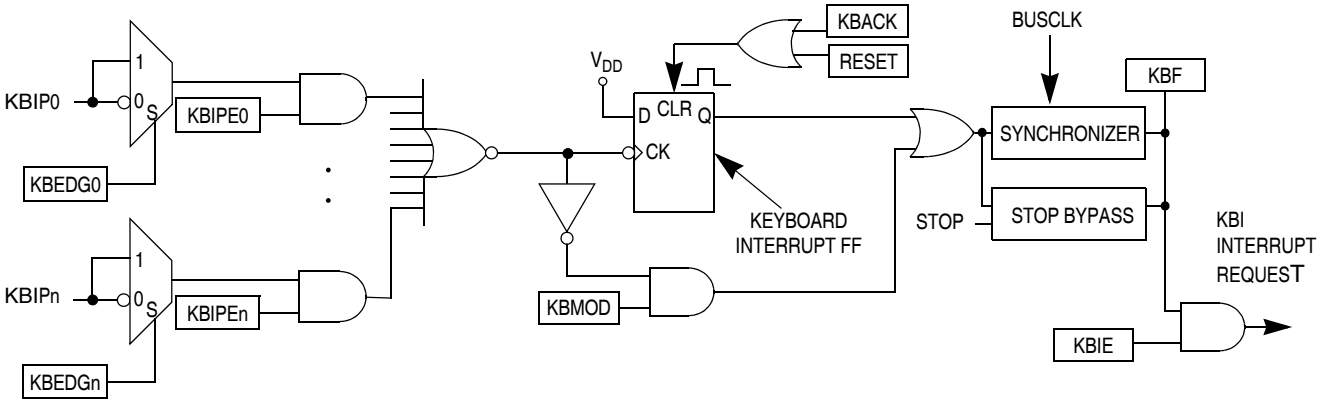 KBIP0
1
0
S
KBEDG0
KBIPE0
KBIPn
1
0
S
KBEDGn
KBIPEn
VDD
D
CLR
Q
CK
KBACK
RESET
KEYBOARD
INTERRUPT FF
KBMOD
BUSCLK
SYNCHRONIZER
STOP
STOP BYPASS
KBF
KBIE
KBI
INTERRUPT
REQUEST